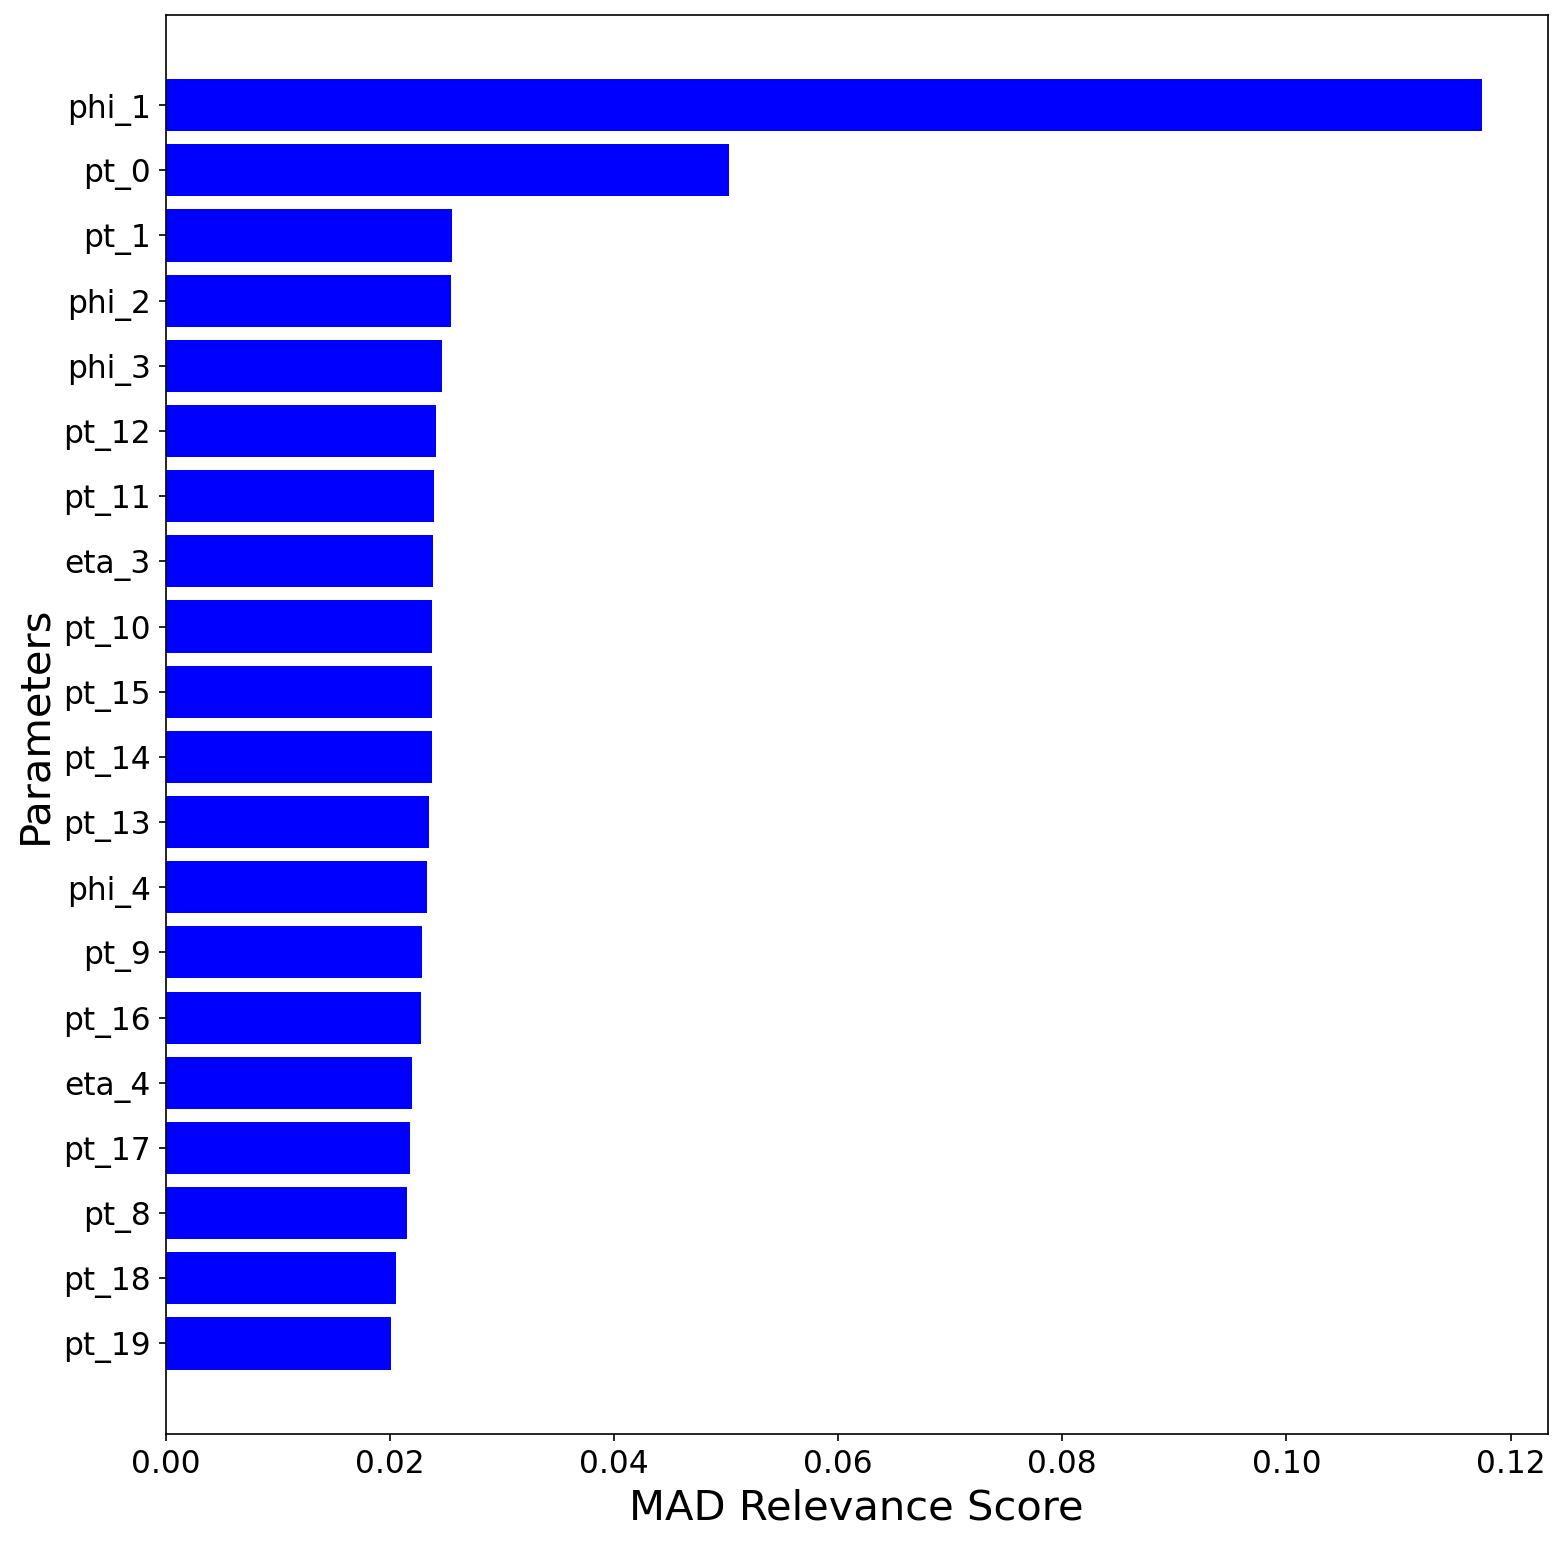 phi_1
pt_0
pt_1
phi_2
phi_3
pt_12
pt_11
eta_3
pt_10
pt_15
pt_14
pt_13
phi_4
pt_9
pt_16
eta_4
pt_17
pt_8
pt_18
pt_19
Parameters
0.00 0.02 0.04 0.06 0.08 0.10 0.12
MAD Relevance Score